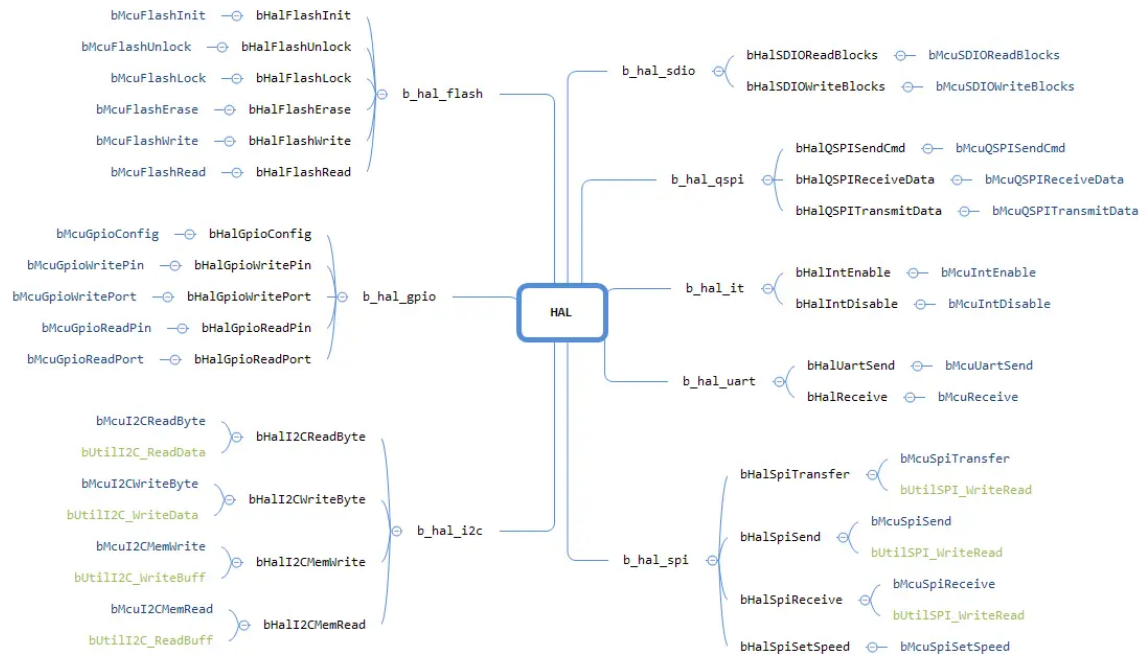 HAL
b_hal_flash
bMcuFlashInit bHalFlashInit
bMcuFlashUnlock bHalFlashUnlock
bMcuFlashLock bHalFlashLock
bMcuFlashErase bHalFlashErase
bMcuFlashWrite bHalFlashWrite
bMcuFlashRead bHalFlashRead
b_hal_gpio
bMcuGpioConfig bHalGpioConfig
bMcuGpioWritePin bHalGpioWritePin
bMcuGpioWritePort bHalGpioWritePort
bMcuGpioReadPin bHalGpioReadPin
bMcuGpioReadPort bHalGpioReadPort
b_hal_i2c
bHalI2CReadByte
bMcuI2CReadByte
bUtilI2C_ReadData
bHalI2CWriteByte
bMcuI2CWriteByte
bUtilI2C_WriteData
bHalI2CMemWrite
bMcuI2CMemWrite
bUtilI2C_WriteBuff
bHalI2CMemRead
bMcuI2CMemRead
bUtilI2C_ReadBuff
b_hal_sdio
bHalSDIOReadBlocks bMcuSDIOReadBlocks
bHalSDIOWriteBlocks bMcuSDIOWriteBlocks
b_hal_qspi
bHalQSPISendCmd bMcuQSPISendCmd
bHalQSPIReceiveData bMcuQSPIReceiveData
bHalQSPITransmitData bMcuQSPITransmitData
b_hal_it
bHalIntEnable bMcuIntEnable
bHalIntDisable bMcuIntDisable
b_hal_uart
bHalUartSend bMcuUartSend
bHalReceive bMcuReceive
b_hal_spi
bHalSpiTransfer
bMcuSpiTransfer
bUtilSPI_WriteRead
bHalSpiSend
bMcuSpiSend
bUtilSPI_WriteRead
bHalSpiReceive
bMcuSpiReceive
bUtilSPI_WriteRead
bHalSpiSetSpeed bMcuSpiSetSpeed